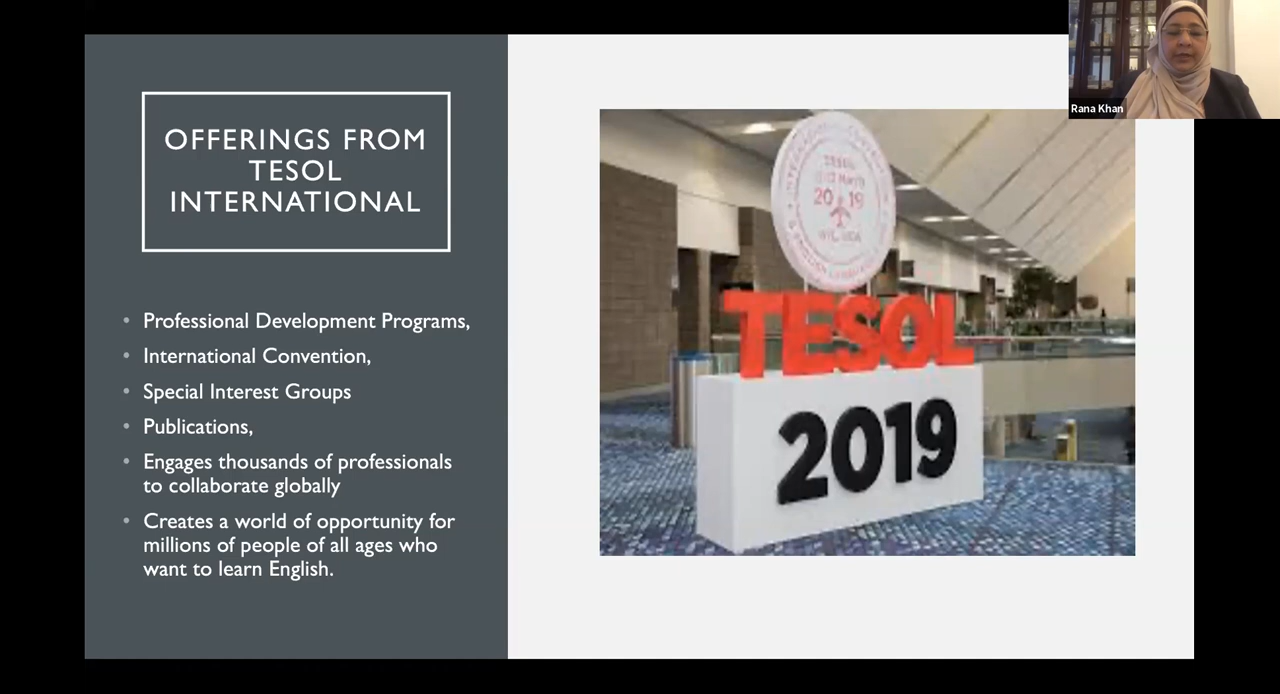 OFFERINGS FROM
TESOL
INTERNATIONAL
• Professional Development Programs,
• International Convention,
• Special Interest Groups
• Publications,
• Engages thousands of professionals
to collaborate globally
• Creates a world of opportunity for
millions of people of all ages who
want to learn English.
20 19
TESOL
2019
Rana Khan